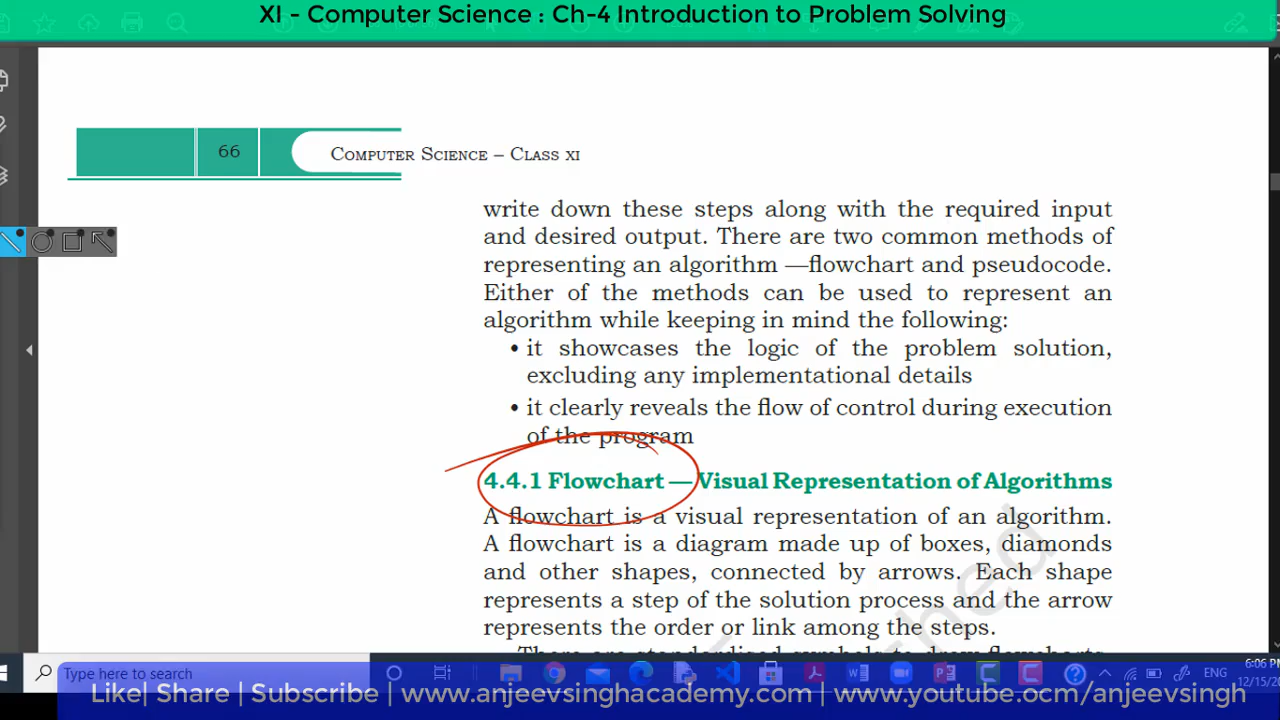 XI - Computer Science : Ch-4 Introduction to Problem Solving
66
Computer Science – Class XI
write down these steps along with the required input
and desired output. There are two common methods of
representing an algorithm —flowchart and pseudocode.
Either of the methods can be used to represent an
algorithm while keeping in mind the following:
• it showcases the logic of the problem solution,
excluding any implementational details
• it clearly reveals the flow of control during execution
of the program
4.4.1 Flowchart — Visual Representation of Algorithms
A flowchart is a visual representation of an algorithm.
A flowchart is a diagram made up of boxes, diamonds
and other shapes, connected by arrows. Each shape
represents a step of the solution process and the arrow
represents the order or link among the steps.
There are standardised symbols to draw flowcharts.
Type here to search
ENG
6:06 PM
Like| Share | Subscribe | www.anjeevsinghacademy.com | www.youtube.ocm/anjeevsingh